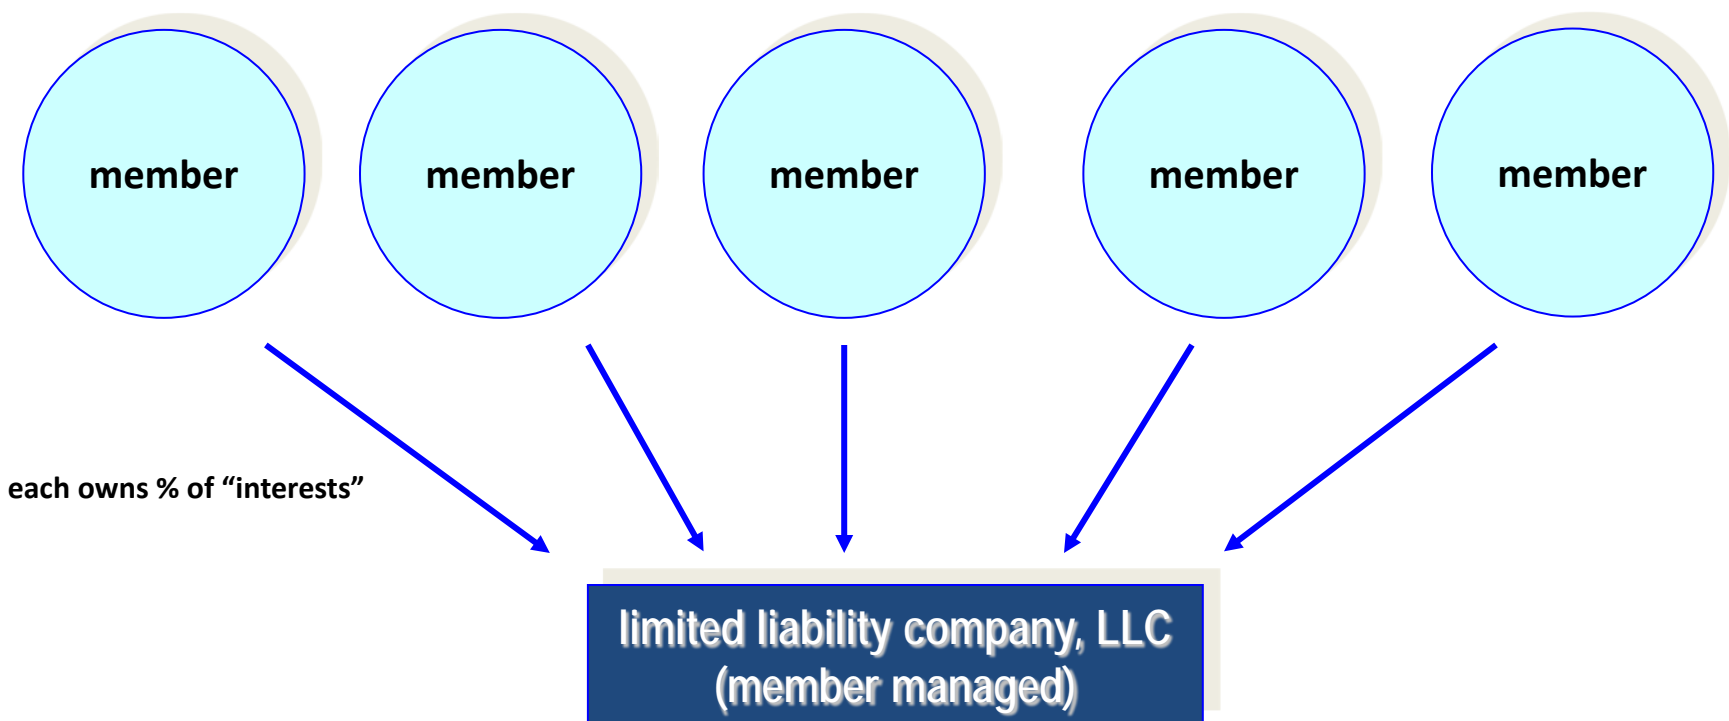 member
member
member
member
member
each owns % of “interests”
limited liability company, LLC
(member managed)